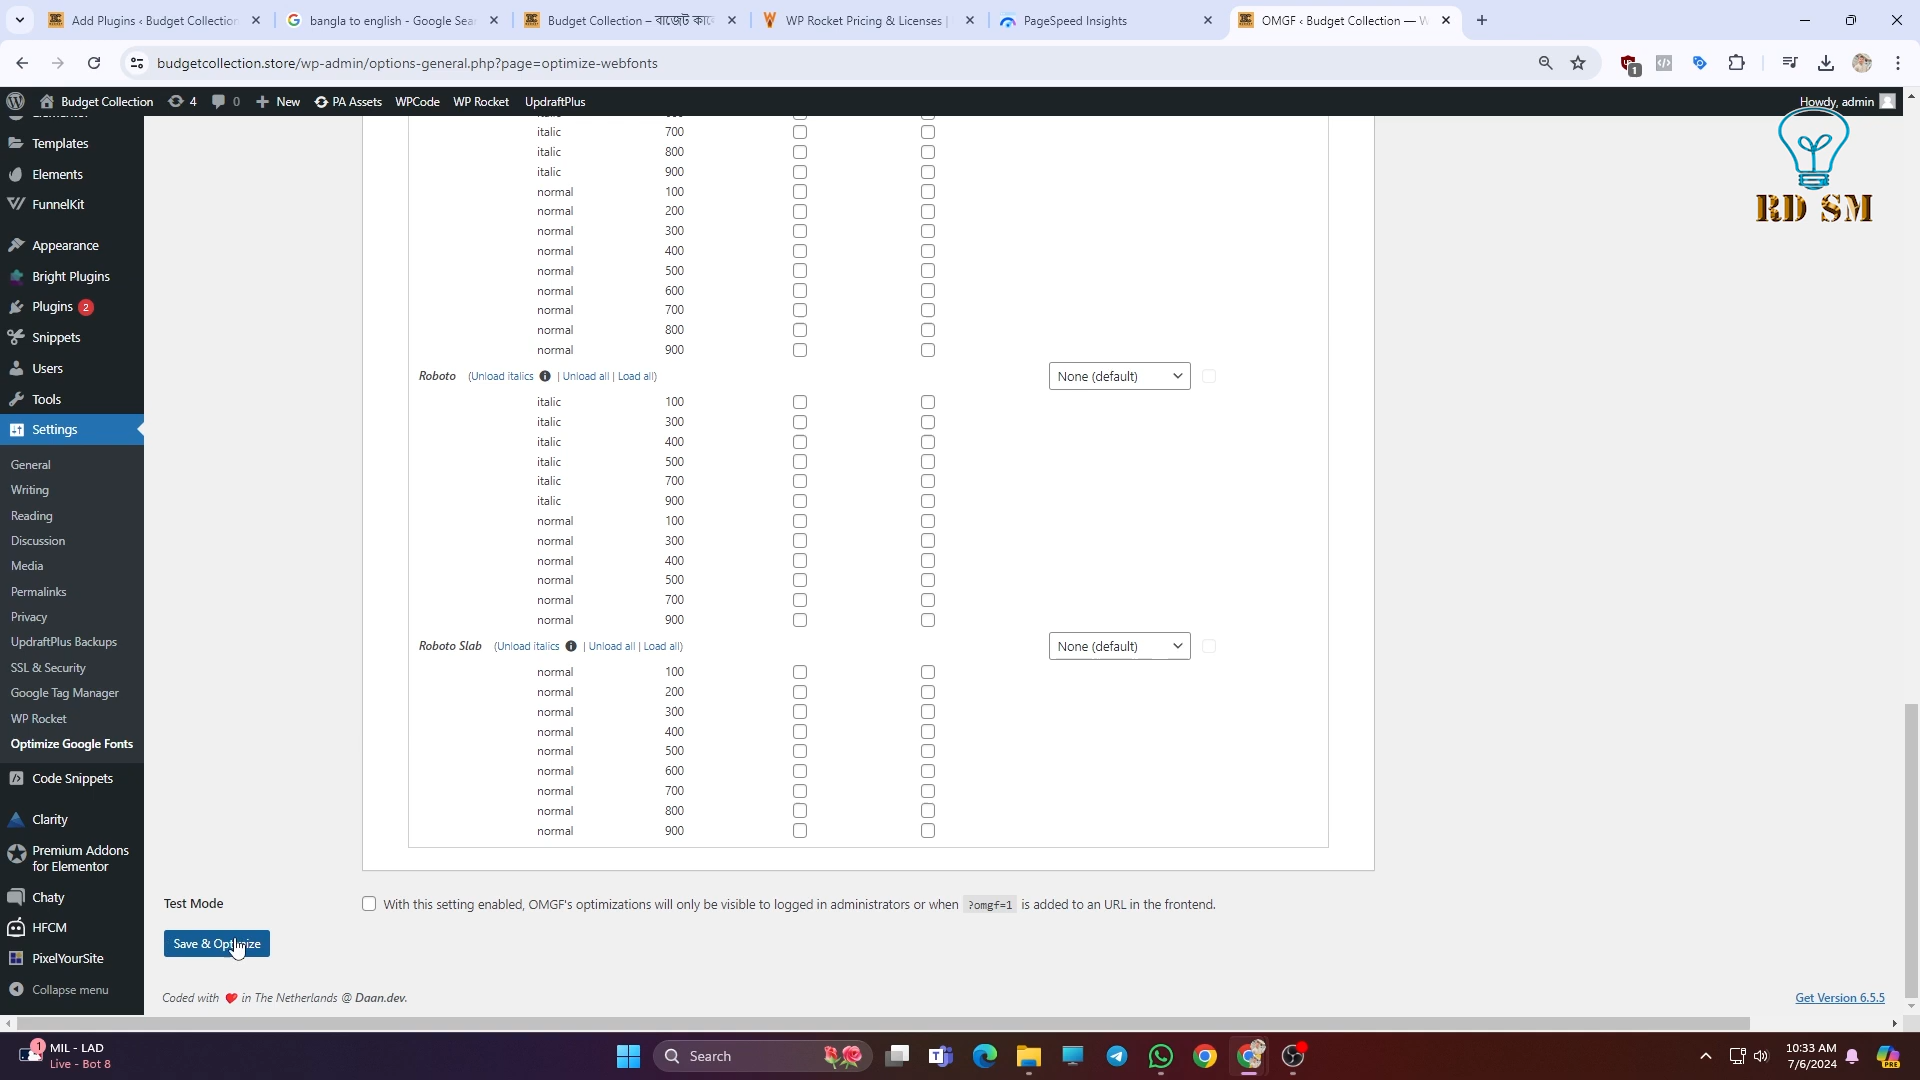 Add Plugins ‹ Budget Collection
bangla to english - Google Sea
Budget Collection – বাজেট কালে
WP Rocket Pricing & Licenses |
PageSpeed Insights
OMGF ‹ Budget Collection — W
budgetcollection.store/wp-admin/options-general.php?page=optimize-webfonts
1
Budget Collection
4
0
New
PA Assets
WPCode
WP Rocket
UpdraftPlus
Howdy, admin
RD SM
Templates
Elements
FunnelKit
Appearance
Bright Plugins
Plugins 2
Snippets
Users
Tools
Settings
General
Writing
Reading
Discussion
Media
Permalinks
Privacy
UpdraftPlus Backups
SSL & Security
Google Tag Manager
WP Rocket
Optimize Google Fonts
Code Snippets
Clarity
Premium Addons
for Elementor
Chaty
HFCM
PixelYourSite
Collapse menu
italic 700
italic 800
italic 900
normal 100
normal 200
normal 300
normal 400
normal 500
normal 600
normal 700
normal 800
normal 900
Roboto (Unload italics | Unload all | Load all) None (default)
italic 100
italic 300
italic 400
italic 500
italic 700
italic 900
normal 100
normal 300
normal 400
normal 500
normal 700
normal 900
Roboto Slab (Unload italics | Unload all | Load all) None (default)
normal 100
normal 200
normal 300
normal 400
normal 500
normal 600
normal 700
normal 800
normal 900
Test Mode
With this setting enabled, OMGF's optimizations will only be visible to logged in administrators or when ?omgf=1 is added to an URL in the frontend.
Save & Optimize
Coded with ❤ in The Netherlands @ Daan.dev.
Get Version 6.5.5
1
MIL - LAD
Live - Bot 8
Search
10:33 AM
7/6/2024
PRE